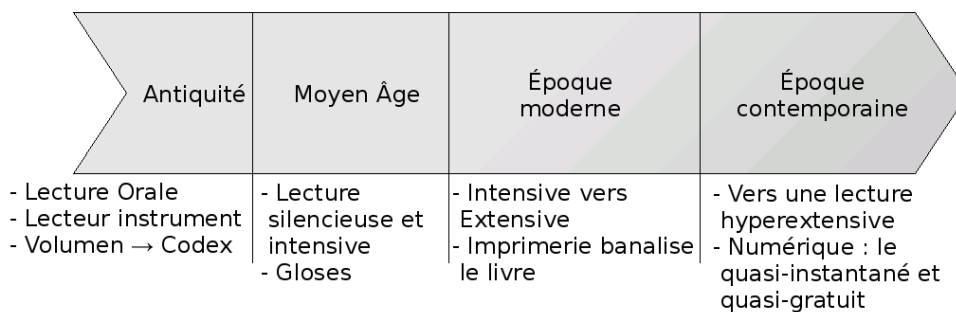 Antiquité
Moyen Âge
Époque
moderne
Époque
contemporaine
- Lecture Orale
- Lecteur instrument
- Volumen → Codex
- Lecture
silencieuse et
intensive
- Gloses
- Intensive vers
Extensive
- Imprimerie banalise
le livre
- Vers une lecture
hyperextensive
- Numérique : le
quasi-instantané et
quasi-gratuit